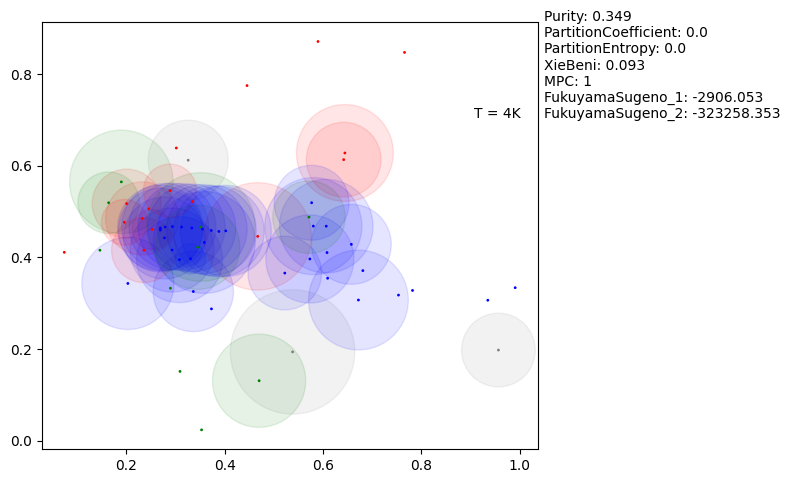 Purity: 0.349
PartitionCoefficient: 0.0
PartitionEntropy: 0.0
XieBeni: 0.093
MPC: 1
FukuyamaSugeno_1: -2906.053
FukuyamaSugeno_2: -323258.353
T = 4K
0.8
0.6
0.4
0.2
0.0
0.2 0.4 0.6 0.8 1.0